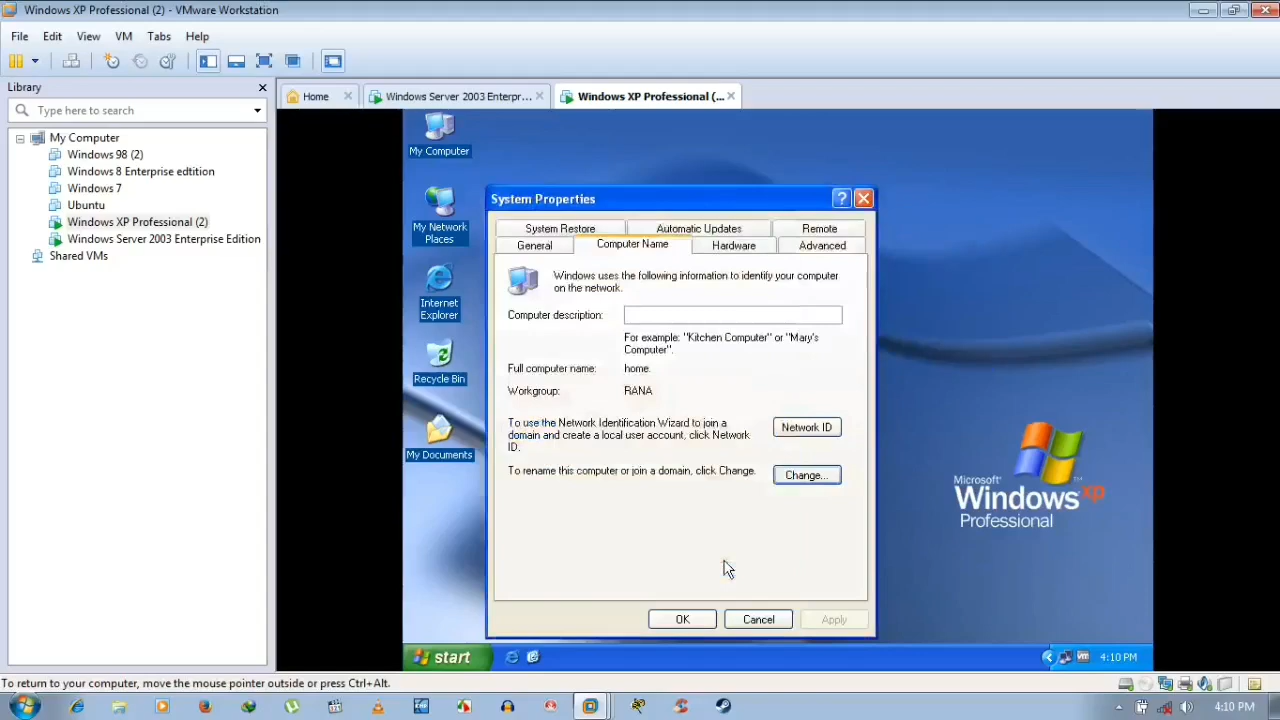 Windows XP Professional (2) - VMware Workstation
File Edit View VM Tabs Help
Library
Type here to search
My Computer
Windows 98 (2)
Windows 8 Enterprise edtition
Windows 7
Ubuntu
Windows XP Professional (2)
Windows Server 2003 Enterprise Edition
Shared VMs
Home
Windows Server 2003 Enterpr...
Windows XP Professional (...
My Computer
My Network
Places
Internet
Explorer
Recycle Bin
My Documents
System Properties
System Restore Automatic Updates Remote
General Computer Name Hardware Advanced
Windows uses the following information to identify your computer
on the network.
Computer description:
For example: "Kitchen Computer" or "Mary's
Computer".
Full computer name: home.
Workgroup: RANA
To use the Network Identification Wizard to join a
domain and create a local user account, click Network
ID.
Network ID
To rename this computer or join a domain, click Change.
Change...
OK Cancel Apply
Microsoft
Windows xp
Professional
start
4:10 PM
To return to your computer, move the mouse pointer outside or press Ctrl+Alt.
4:10 PM